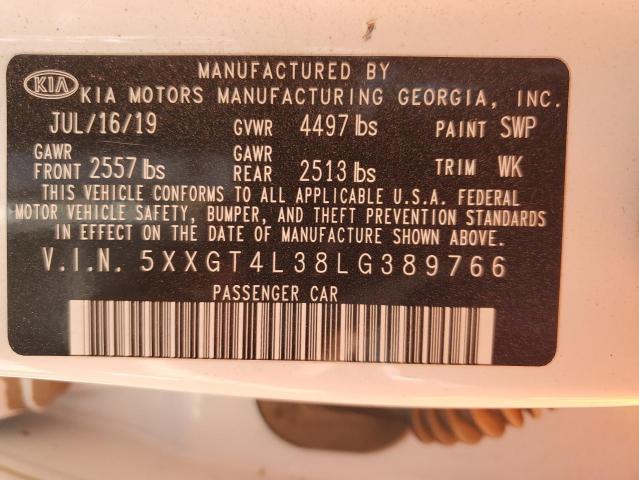 KIA MANUFACTURED BY
KIA MOTORS MANUFACTURING GEORGIA, INC.
JUL/16/19 GVWR 4497 lbs PAINT SWP
GAWR FRONT 2557 lbs GAWR REAR 2513 lbs TRIM WK
THIS VEHICLE CONFORMS TO ALL APPLICABLE U.S.A. FEDERAL
MOTOR VEHICLE SAFETY, BUMPER, AND THEFT PREVENTION STANDARDS
IN EFFECT ON THE DATE OF MANUFACTURE SHOWN ABOVE.
V.I.N. 5XXGT4L38LG389766
PASSENGER CAR